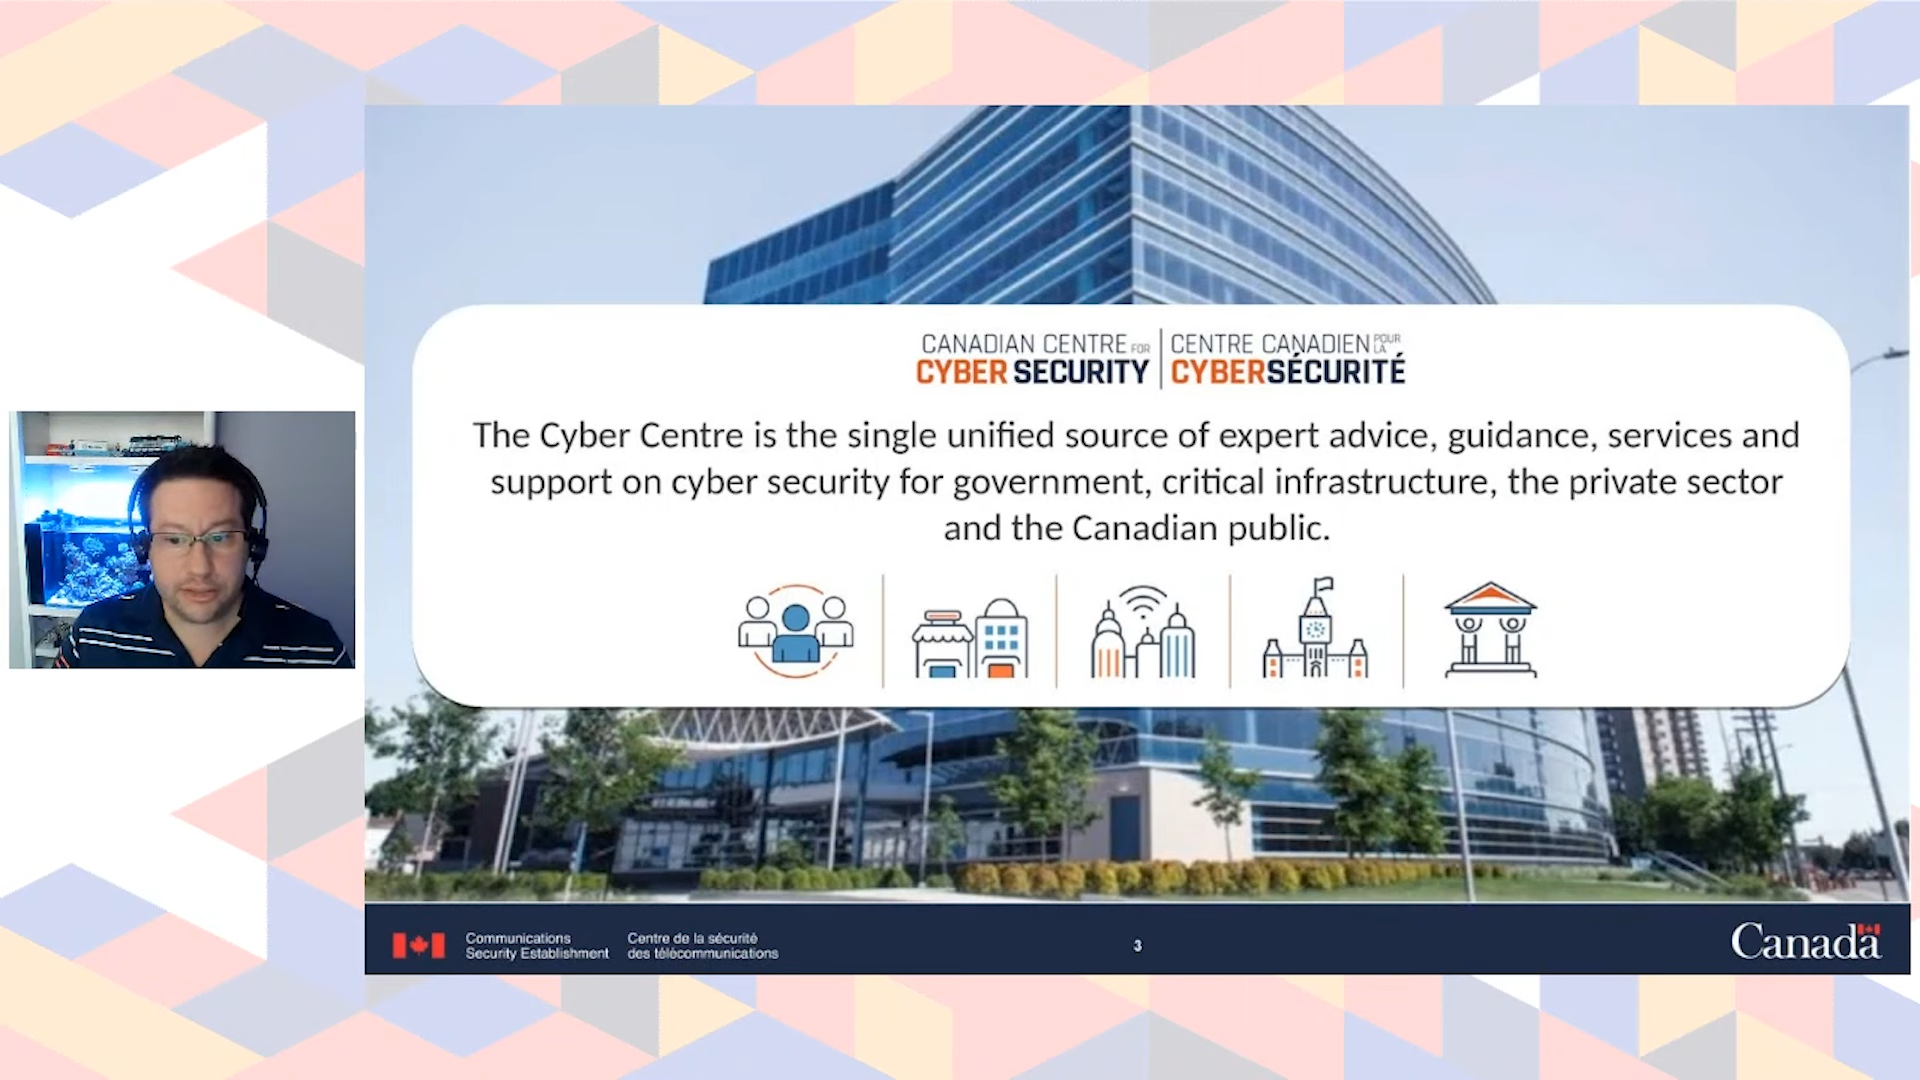 CANADIAN CENTRE FOR
CYBER SECURITY
CENTRE CANADIEN POUR LA
CYBERSÉCURITÉ
The Cyber Centre is the single unified source of expert advice, guidance, services and
support on cyber security for government, critical infrastructure, the private sector
and the Canadian public.
Communications
Security Establishment
Centre de la sécurité
des télécommunications
3
Canada